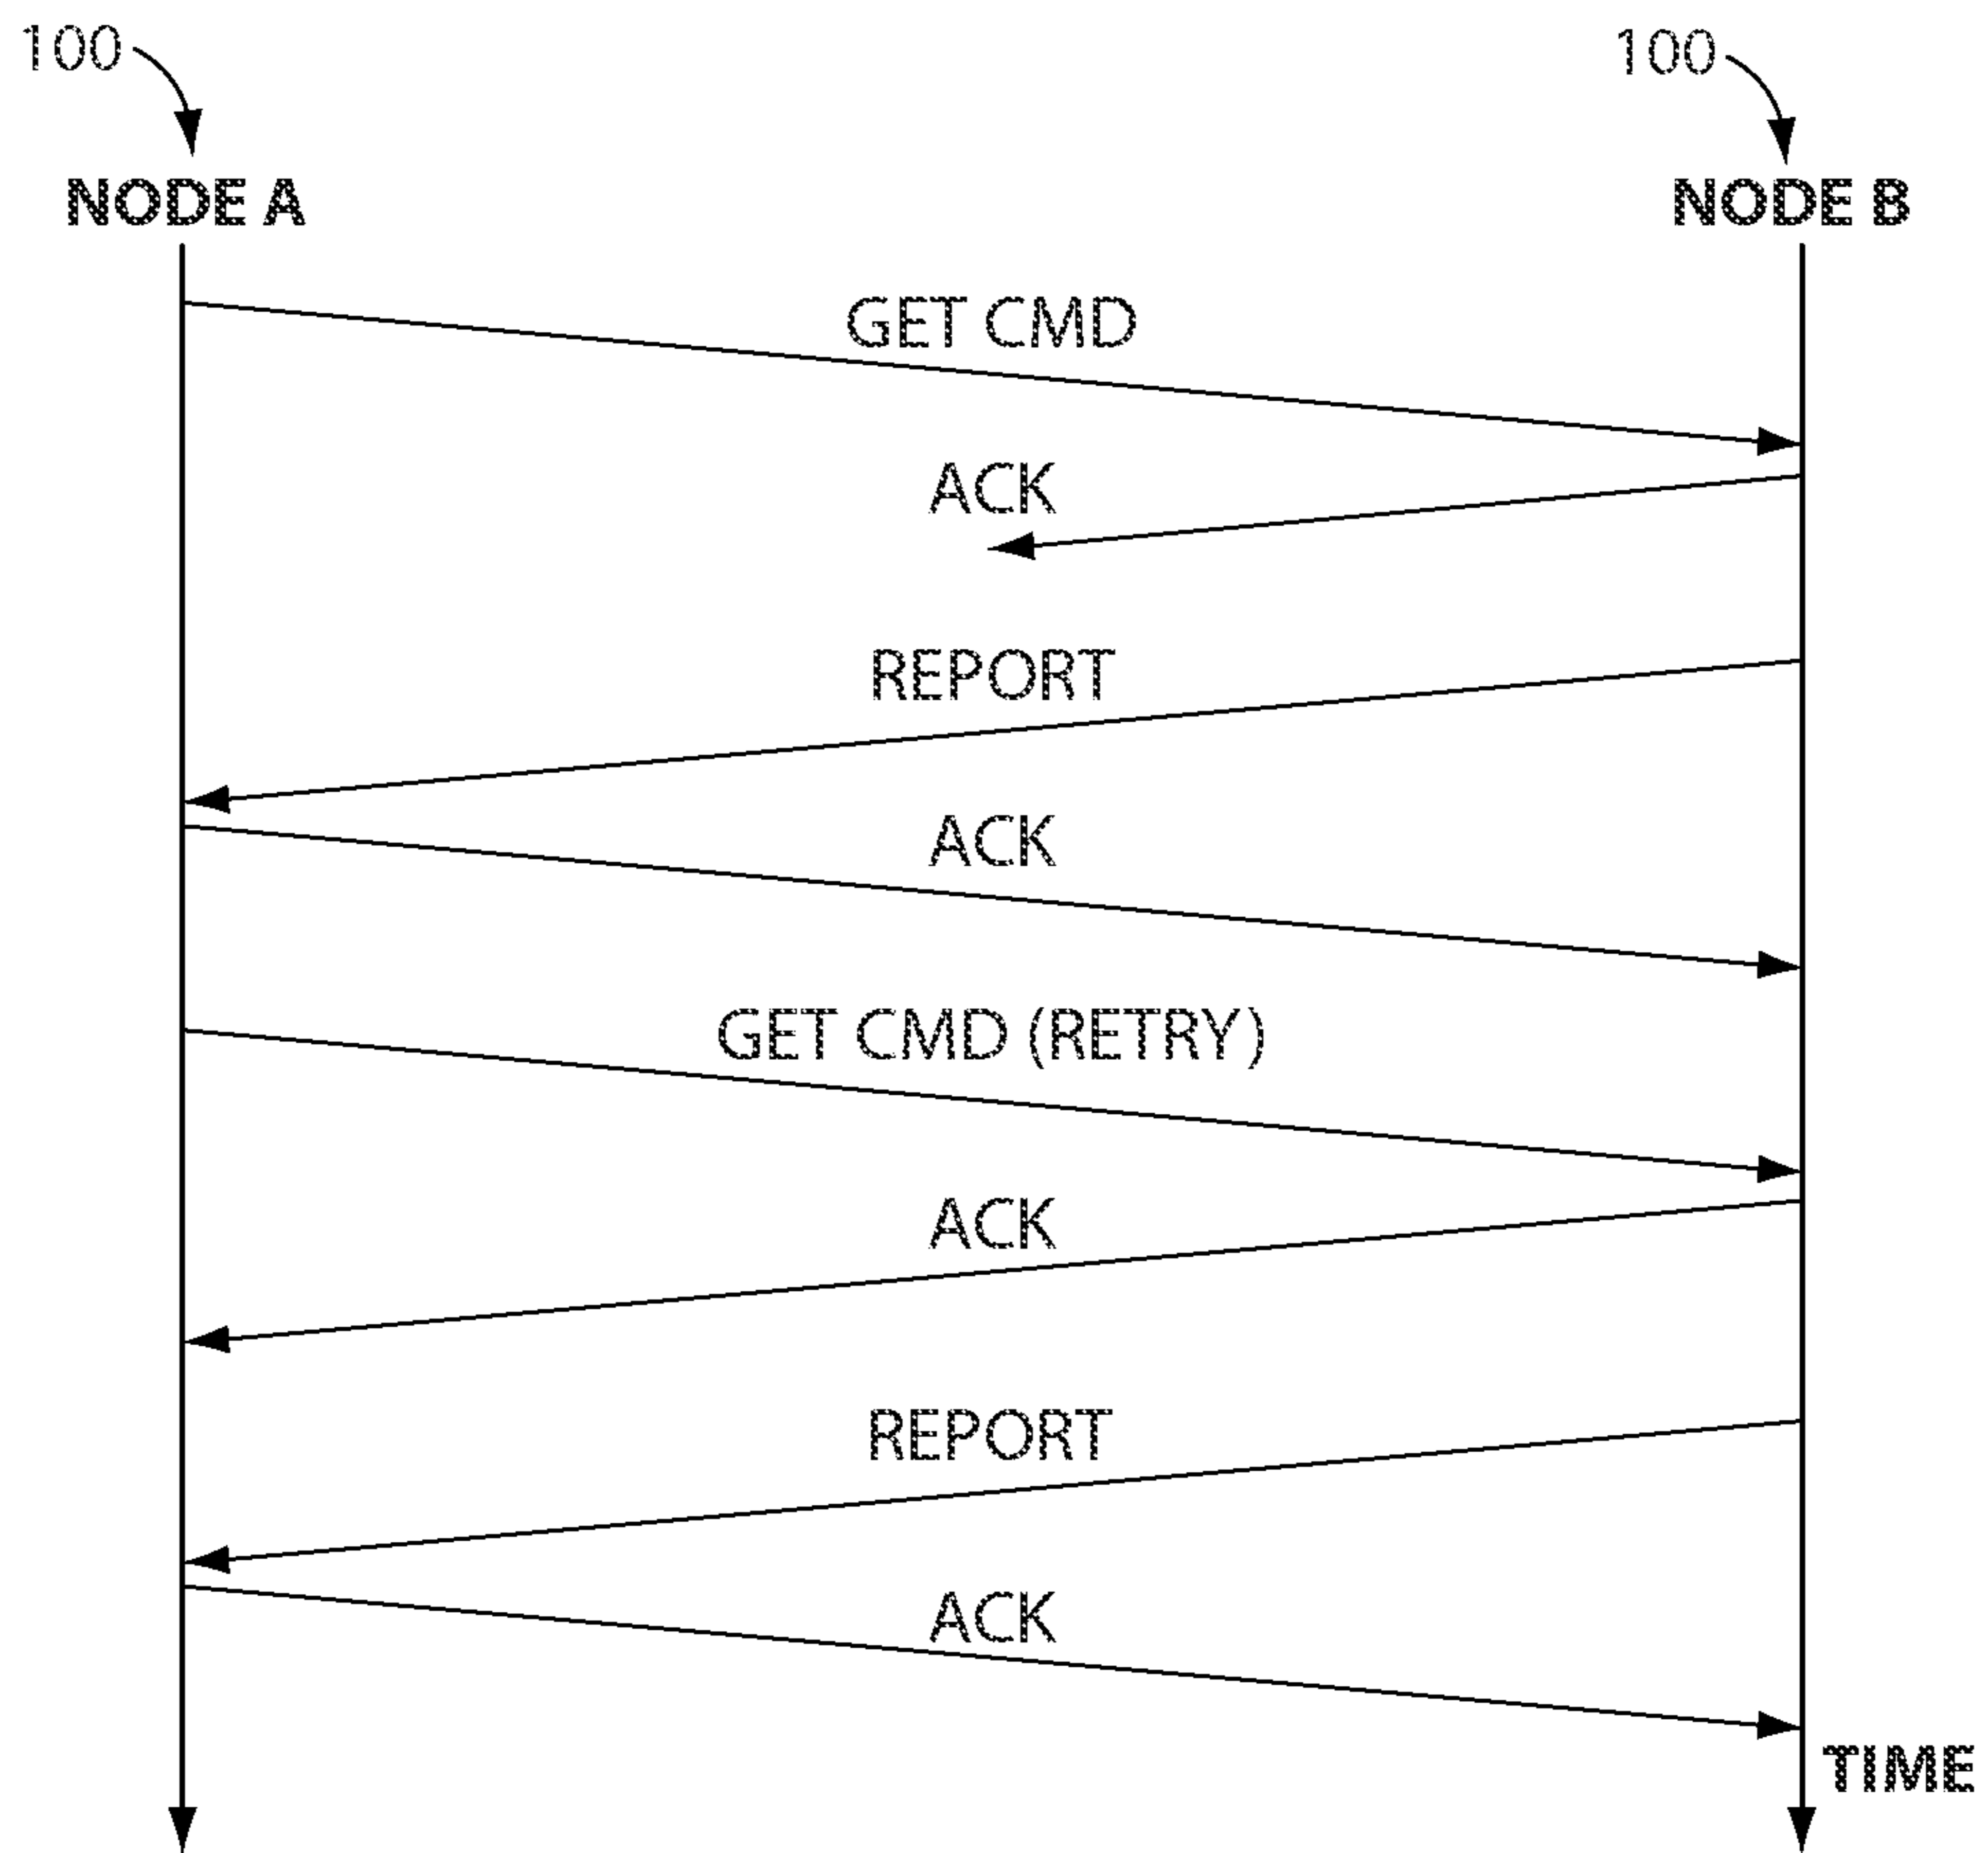 100
100
NODE A
NODE B
GET CMD
ACK
REPORT
ACK
GET CMD (RETRY)
ACK
REPORT
ACK
TIME